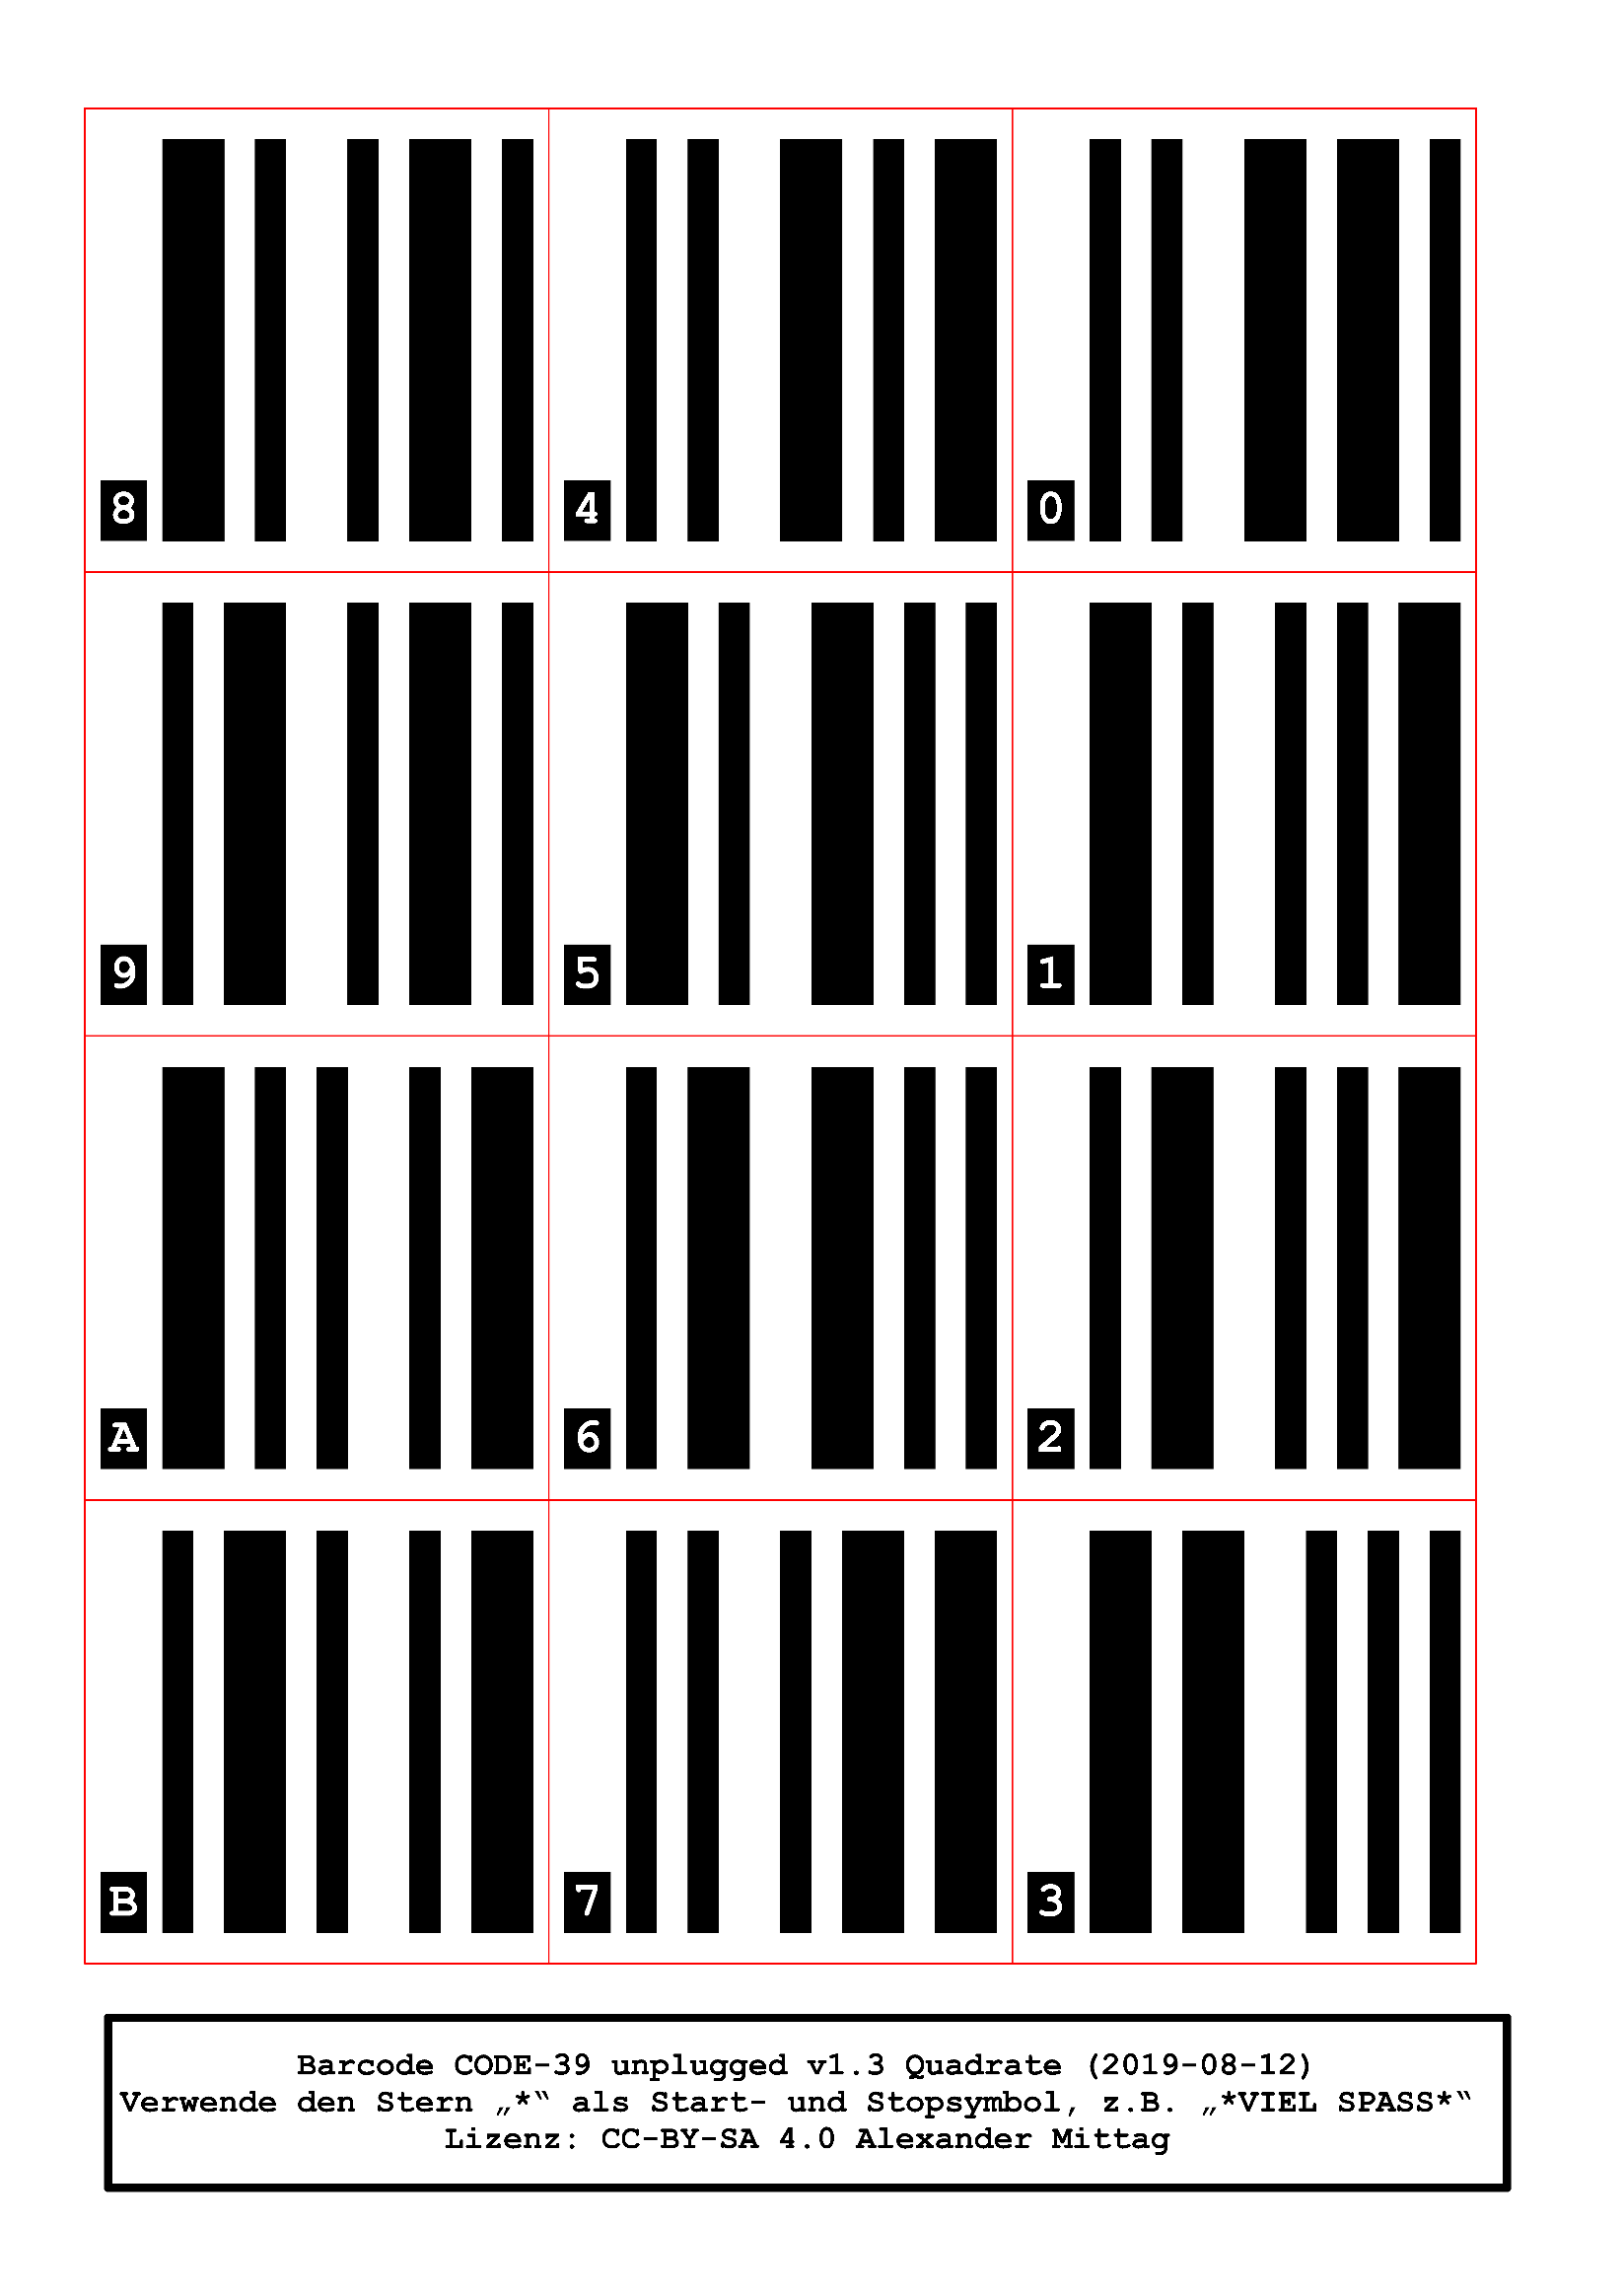 8 4 0
9 5 1
A 6 2
B 7 3
Barcode CODE-39 unplugged v1.3 Quadrate (2019-08-12)
Verwende den Stern „*‟ als Start- und Stopsymbol, z.B. „*VIEL SPASS*‟
Lizenz: CC-BY-SA 4.0 Alexander Mittag